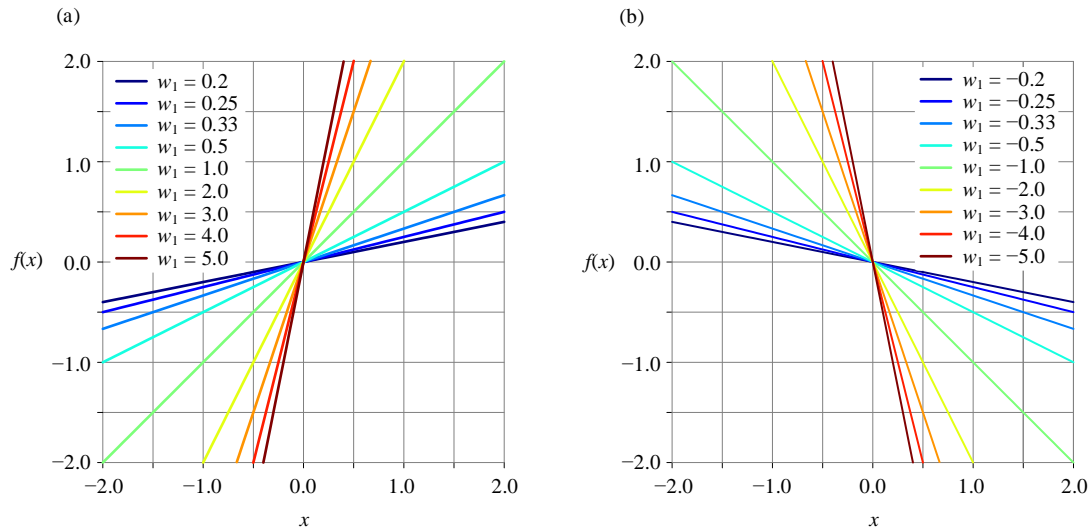 (a)
2.0
1.0
0.0
−1.0
−2.0
f(x)
w₁ = 0.2
w₁ = 0.25
w₁ = 0.33
w₁ = 0.5
w₁ = 1.0
w₁ = 2.0
w₁ = 3.0
w₁ = 4.0
w₁ = 5.0
−2.0 −1.0 0.0 1.0 2.0
x
(b)
2.0
1.0
0.0
−1.0
−2.0
f(x)
w₁ = −0.2
w₁ = −0.25
w₁ = −0.33
w₁ = −0.5
w₁ = −1.0
w₁ = −2.0
w₁ = −3.0
w₁ = −4.0
w₁ = −5.0
−2.0 −1.0 0.0 1.0 2.0
x